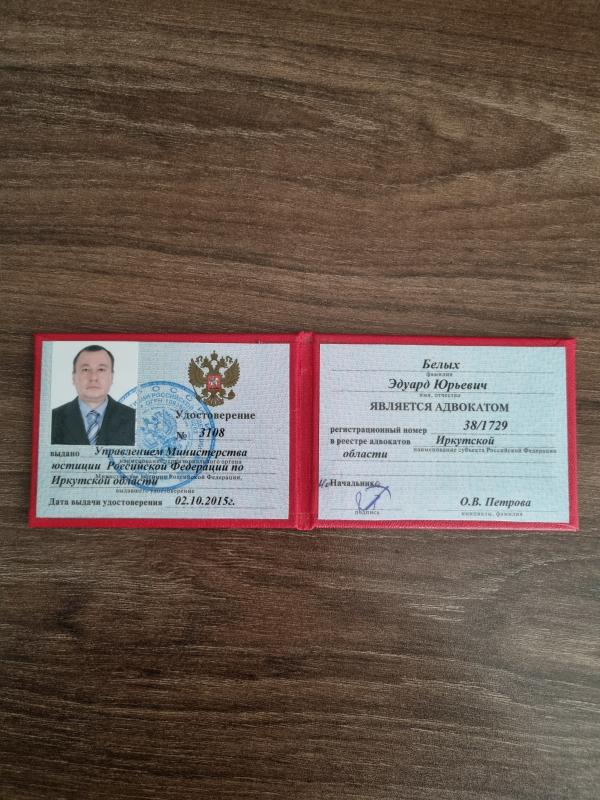 Удостоверение
№ 3108
выдано Управлением Министерства
юстиции Российской Федерации по
Иркутской области
выдавшего удостоверение
Дата выдачи удостоверения 02.10.2015г.
Белых
фамилия
Эдуард Юрьевич
имя, отчество
ЯВЛЯЕТСЯ АДВОКАТОМ
регистрационный номер 38/1729
в реестре адвокатов Иркутской
наименование субъекта Российской Федерации
области
Начальник
О.В. Петрова
подпись
инициалы, фамилия